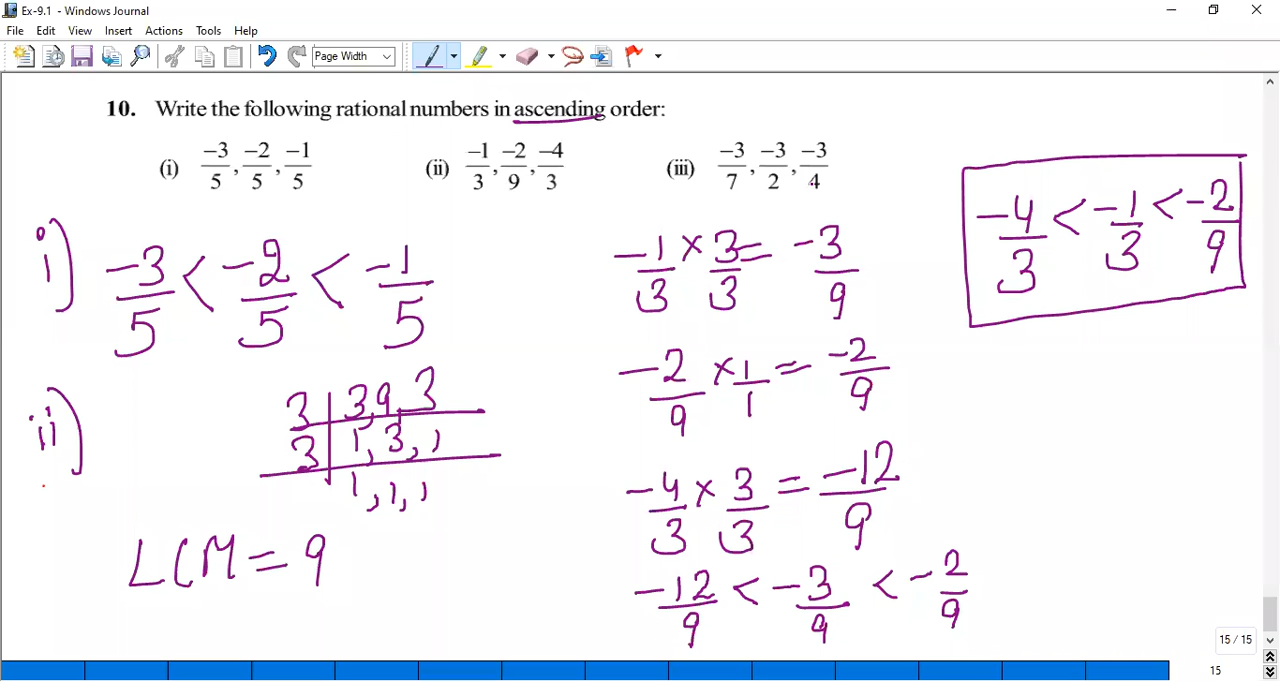 Ex-9.1 - Windows Journal
File Edit View Insert Actions Tools Help
Page Width
10. Write the following rational numbers in ascending order:
(i) -3/5, -2/5, -1/5 (ii) -1/3, -2/9, -4/3 (iii) -3/7, -3/2, -3/4
i) -3/5 < -2/5 < -1/5
ii)
3 | 3, 9, 3
3 | 1, 3, 1
1, 1, 1
LCM = 9
-1/3 × 3/3 = -3/9
-2/9 × 1/1 = -2/9
-4/3 × 3/3 = -12/9
-12/9 < -3/9 < -2/9
-4/3 < -1/3 < -2/9
15 / 15
15